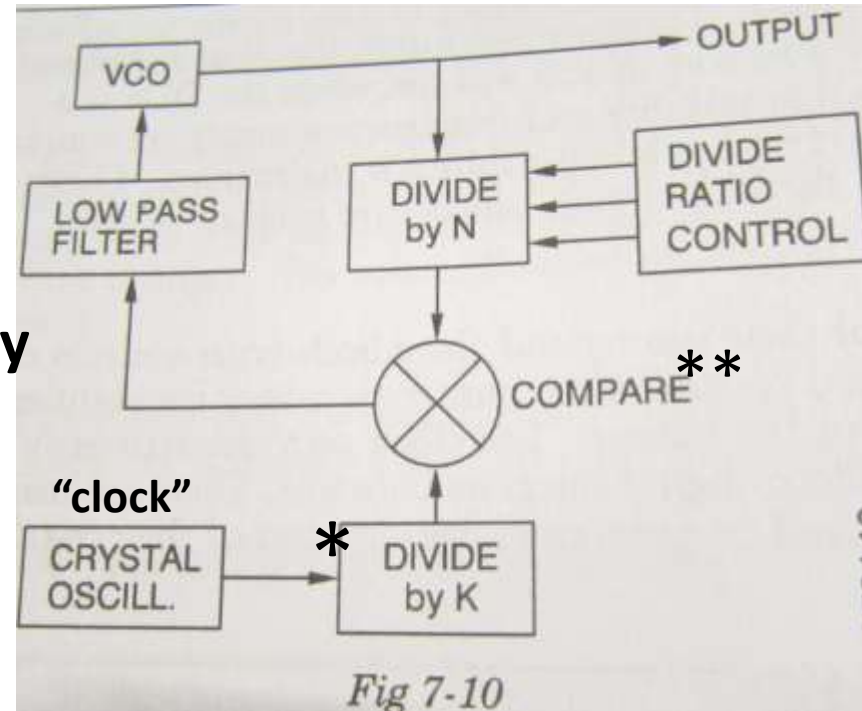 OUTPUT
VCO
DIVIDE
RATIO
CONTROL
DIVIDE
by N
LOW PASS
FILTER
y
COMPARE**
"clock"
CRYSTAL
OSCILL.
*
DIVIDE
by K
Fig 7-10